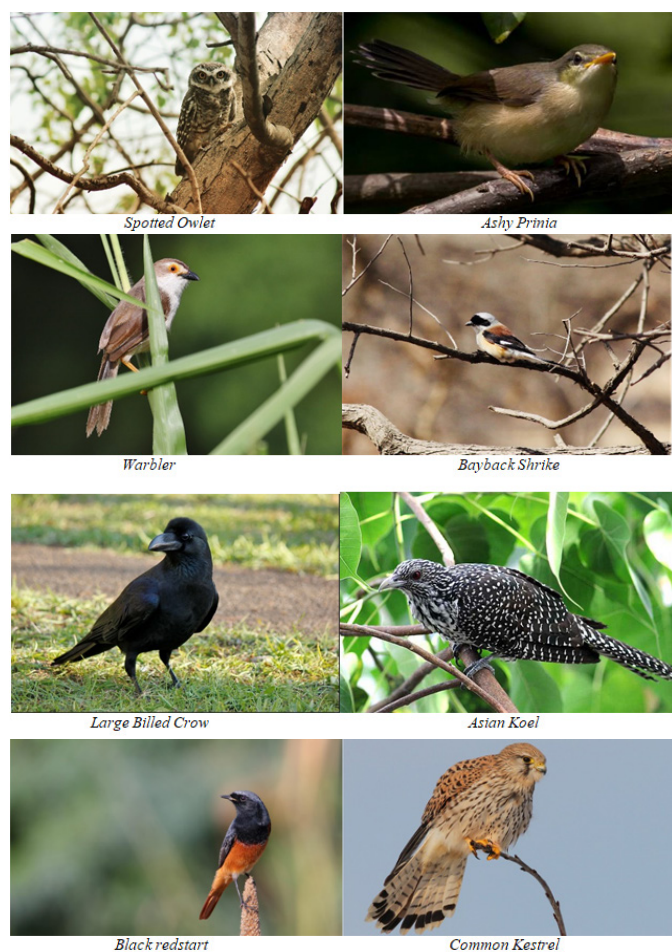 Spotted Owlet
Ashy Prinia
Warbler
Bayback Shrike
Large Billed Crow
Asian Koel
Black redstart
Common Kestrel